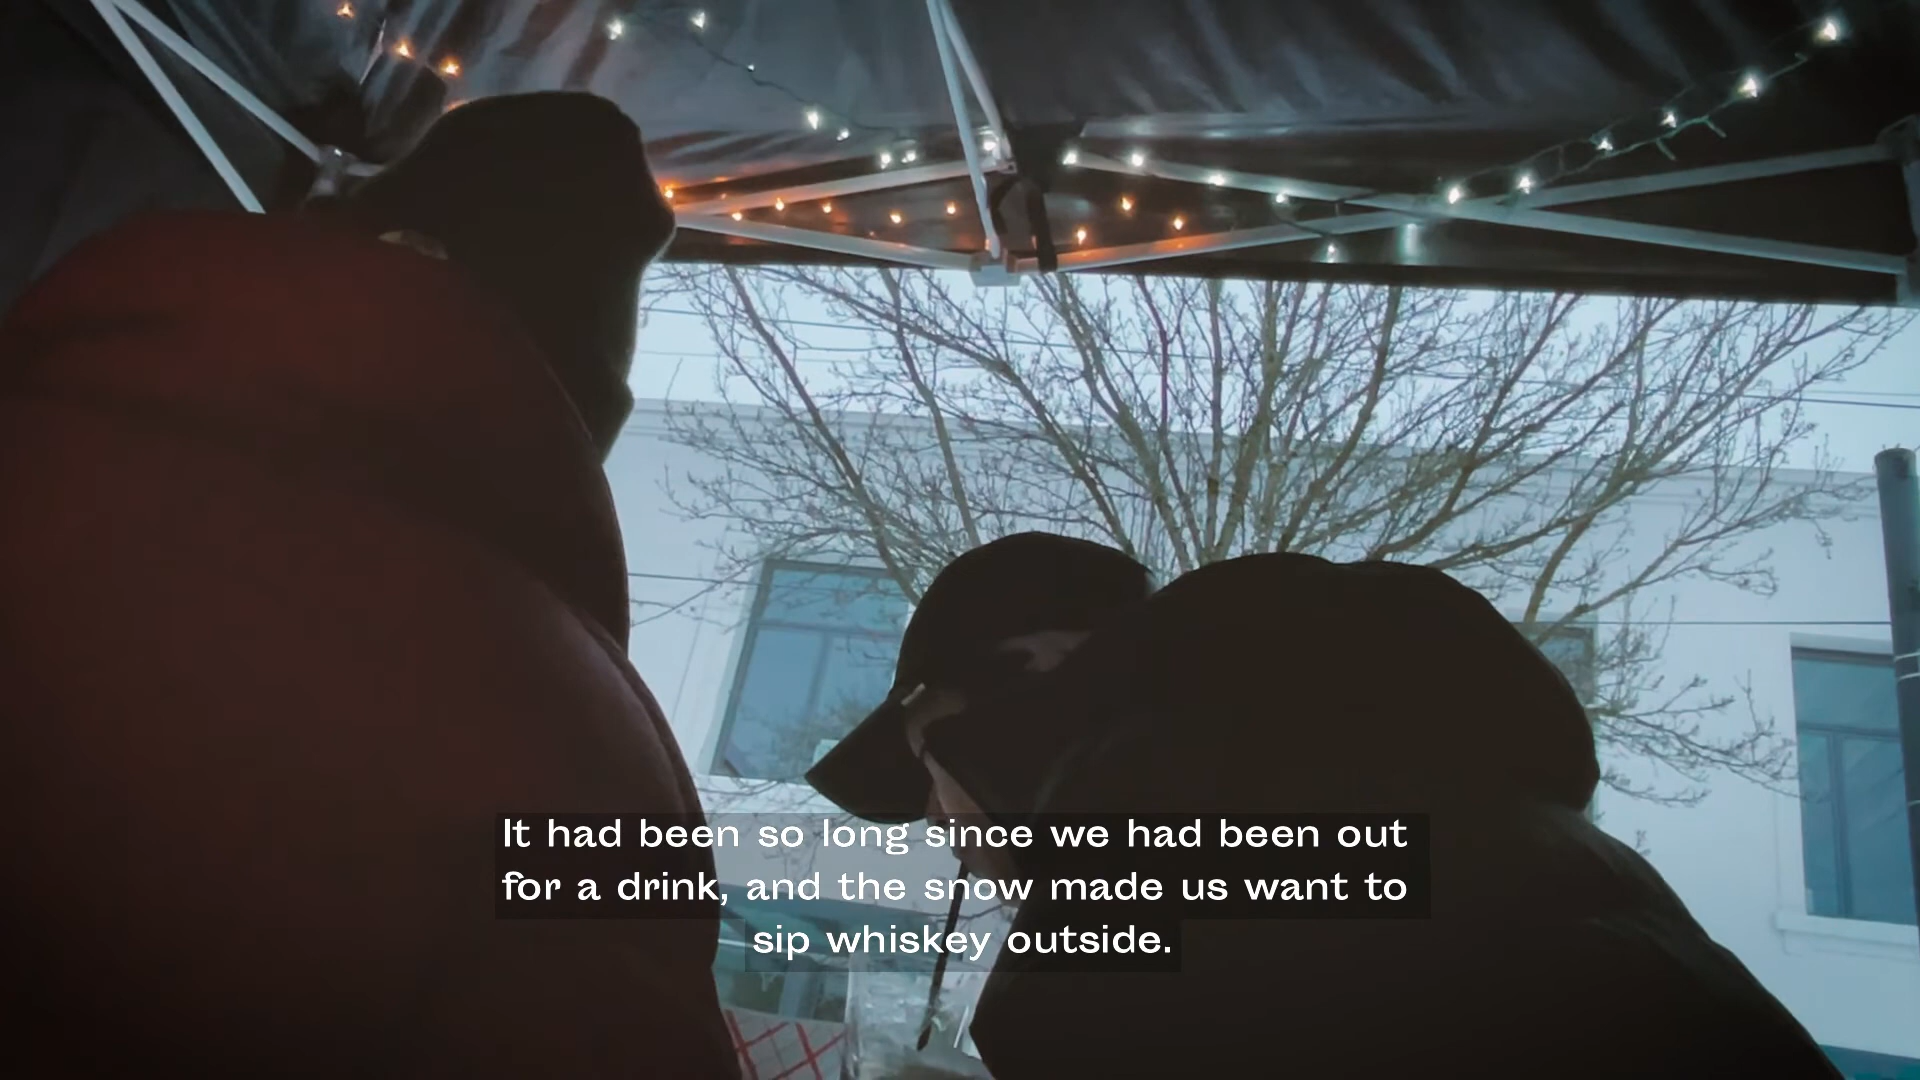 It had been so long since we had been out
for a drink, and the snow made us want to
sip whiskey outside.